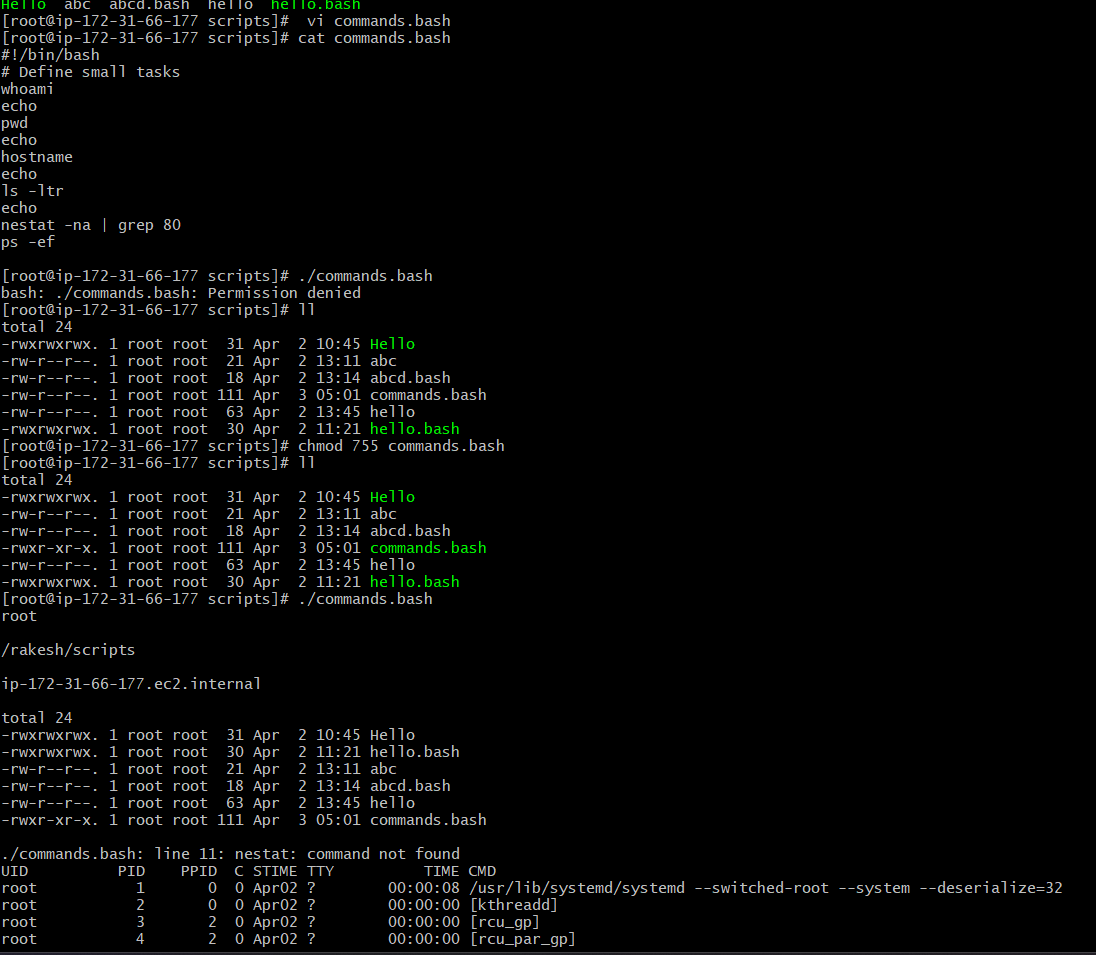 Hello  abc  abcd.bash  hello  hello.bash
[root@ip-172-31-66-177 scripts]#  vi commands.bash
[root@ip-172-31-66-177 scripts]# cat commands.bash
#!/bin/bash
# Define small tasks
whoami
echo
pwd
echo
hostname
echo
ls -ltr
echo
nestat -na | grep 80
ps -ef
[root@ip-172-31-66-177 scripts]# ./commands.bash
bash: ./commands.bash: Permission denied
[root@ip-172-31-66-177 scripts]# ll
total 24
-rwxrwxrwx. 1 root root  31 Apr  2 10:45 Hello
-rw-r--r--. 1 root root  21 Apr  2 13:11 abc
-rw-r--r--. 1 root root  18 Apr  2 13:14 abcd.bash
-rw-r--r--. 1 root root 111 Apr  3 05:01 commands.bash
-rw-r--r--. 1 root root  63 Apr  2 13:45 hello
-rwxrwxrwx. 1 root root  30 Apr  2 11:21 hello.bash
[root@ip-172-31-66-177 scripts]# chmod 755 commands.bash
[root@ip-172-31-66-177 scripts]# ll
total 24
-rwxrwxrwx. 1 root root  31 Apr  2 10:45 Hello
-rw-r--r--. 1 root root  21 Apr  2 13:11 abc
-rw-r--r--. 1 root root  18 Apr  2 13:14 abcd.bash
-rwxr-xr-x. 1 root root 111 Apr  3 05:01 commands.bash
-rw-r--r--. 1 root root  63 Apr  2 13:45 hello
-rwxrwxrwx. 1 root root  30 Apr  2 11:21 hello.bash
[root@ip-172-31-66-177 scripts]# ./commands.bash
root
/rakesh/scripts
ip-172-31-66-177.ec2.internal
total 24
-rwxrwxrwx. 1 root root  31 Apr  2 10:45 Hello
-rwxrwxrwx. 1 root root  30 Apr  2 11:21 hello.bash
-rw-r--r--. 1 root root  21 Apr  2 13:11 abc
-rw-r--r--. 1 root root  18 Apr  2 13:14 abcd.bash
-rw-r--r--. 1 root root  63 Apr  2 13:45 hello
-rwxr-xr-x. 1 root root 111 Apr  3 05:01 commands.bash
./commands.bash: line 11: nestat: command not found
UID          PID    PPID  C STIME TTY          TIME CMD
root           1       0  0 Apr02 ?        00:00:08 /usr/lib/systemd/systemd --switched-root --system --deserialize=32
root           2       0  0 Apr02 ?        00:00:00 [kthreadd]
root           3       2  0 Apr02 ?        00:00:00 [rcu_gp]
root           4       2  0 Apr02 ?        00:00:00 [rcu_par_gp]